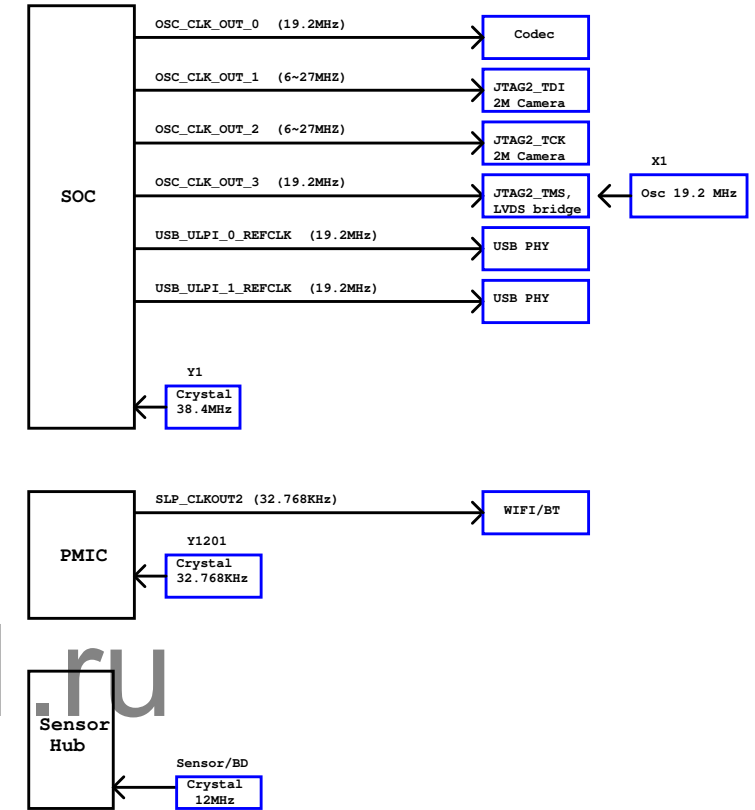 OSC_CLK_OUT_0 (19.2MHz)
Codec
OSC_CLK_OUT_1 (6~27MHZ)
JTAG2_TDI
2M Camera
OSC_CLK_OUT_2 (6~27MHZ)
JTAG2_TCK
2M Camera
X1
SOC
OSC_CLK_OUT_3 (19.2MHz)
JTAG2_TMS,
LVDS bridge
Osc 19.2 MHz
USB_ULPI_0_REFCLK (19.2MHz)
USB PHY
USB_ULPI_1_REFCLK (19.2MHz)
USB PHY
Y1
Crystal
38.4MHz
SLP_CLKOUT2 (32.768KHz)
WIFI/BT
PMIC
Y1201
Crystal
32.768KHz
.ru
Sensor
Hub
Sensor/BD
Crystal
12MHz